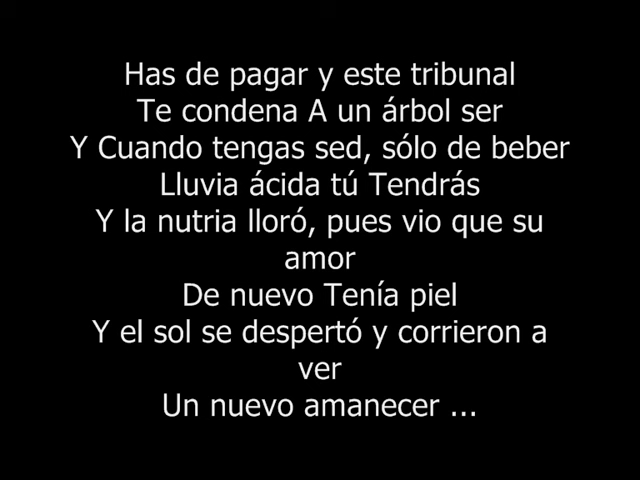 Has de pagar y este tribunal
Te condena A un árbol ser
Y Cuando tengas sed, sólo de beber
Lluvia ácida tú Tendrás
Y la nutria lloró, pues vio que su
amor
De nuevo Tenía piel
Y el sol se despertó y corrieron a
ver
Un nuevo amanecer ...